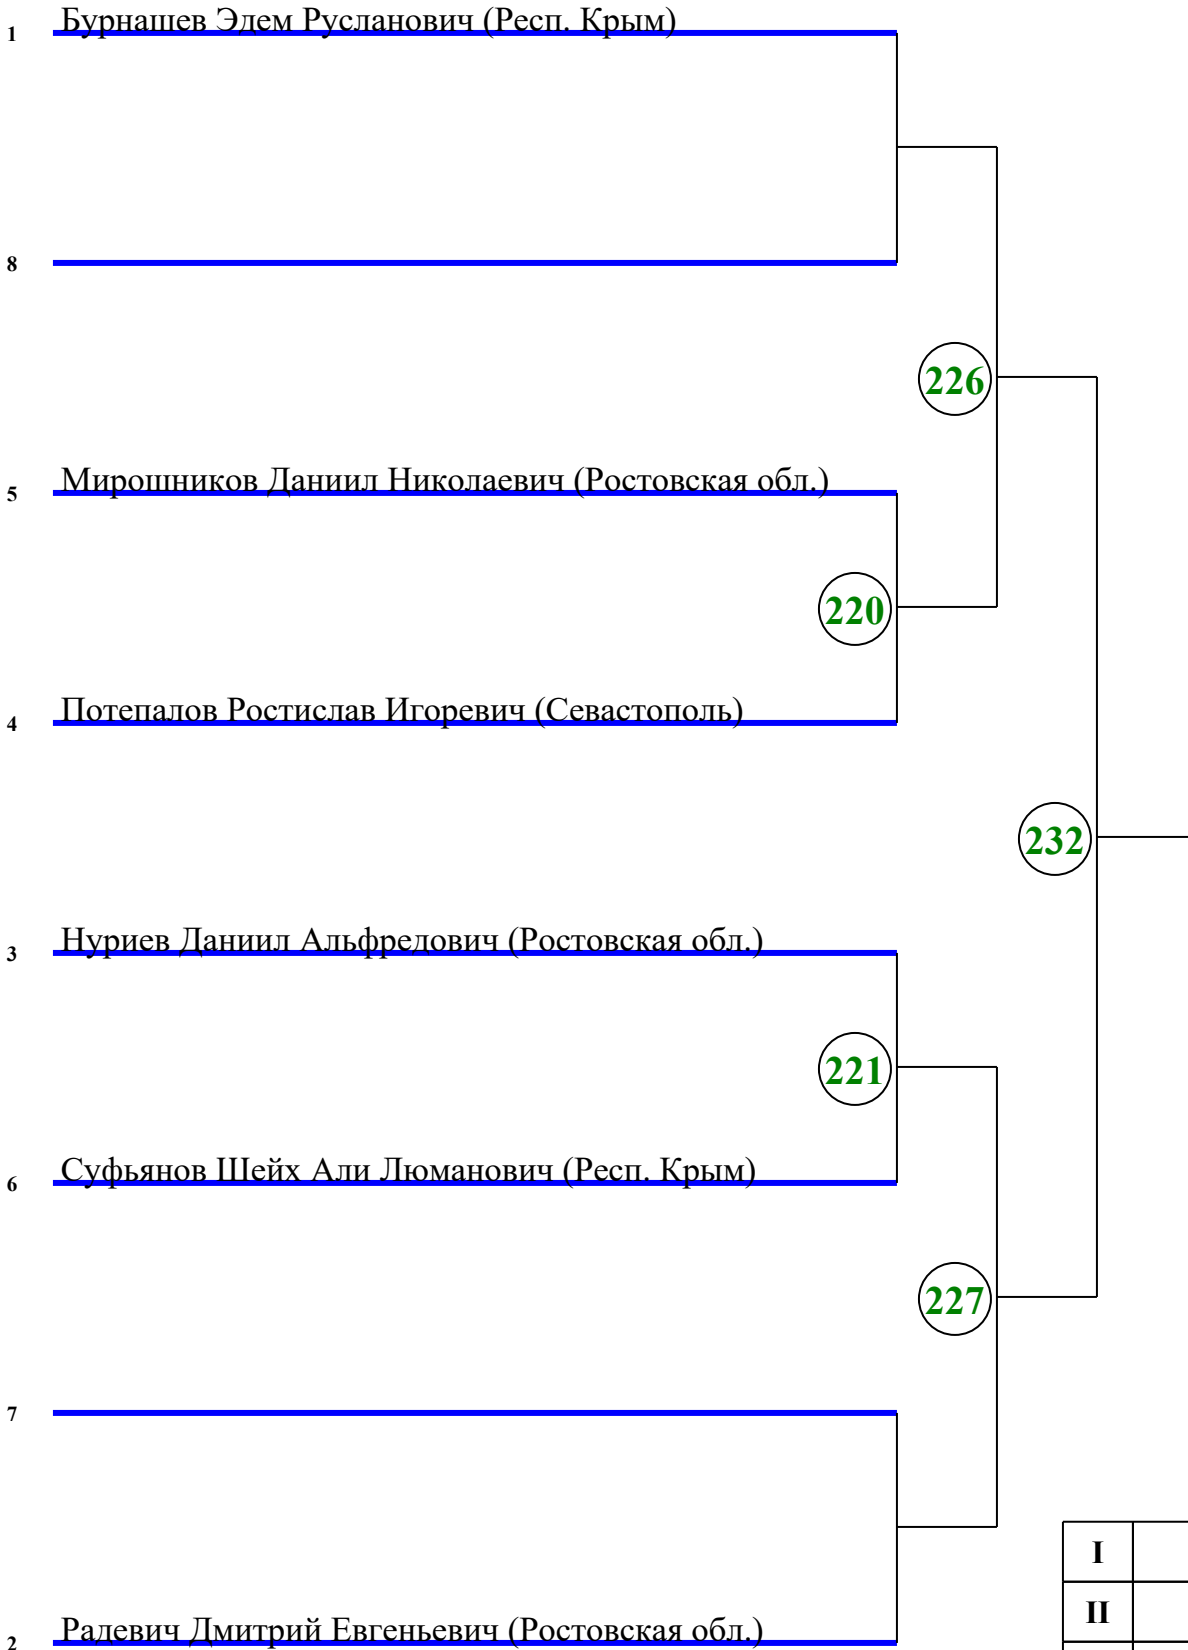 1 Бурнашев Эдем Русланович (Респ. Крым)
8
226
5 Мирошников Даниил Николаевич (Ростовская обл.)
220
4 Потепалов Ростислав Игоревич (Севастополь)
232
3 Нуриев Даниил Альфредович (Ростовская обл.)
221
6 Суфьянов Шейх Али Люманович (Респ. Крым)
227
7
I
II
2 Радевич Дмитрий Евгеньевич (Ростовская обл.)